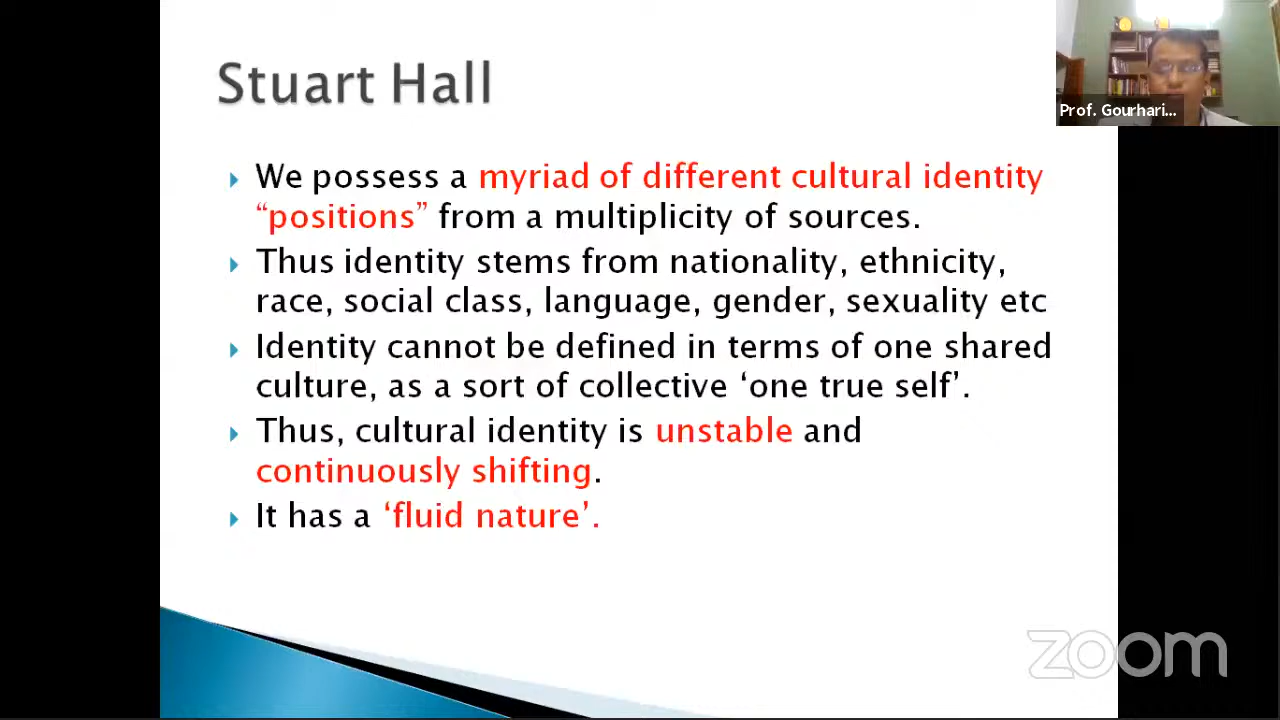 Stuart Hall
Prof. Gourhari...
We possess a myriad of different cultural identity
“positions” from a multiplicity of sources.
Thus identity stems from nationality, ethnicity,
race, social class, language, gender, sexuality etc
Identity cannot be defined in terms of one shared
culture, as a sort of collective ‘one true self’.
Thus, cultural identity is unstable and
continuously shifting.
It has a ‘fluid nature’.
zoom